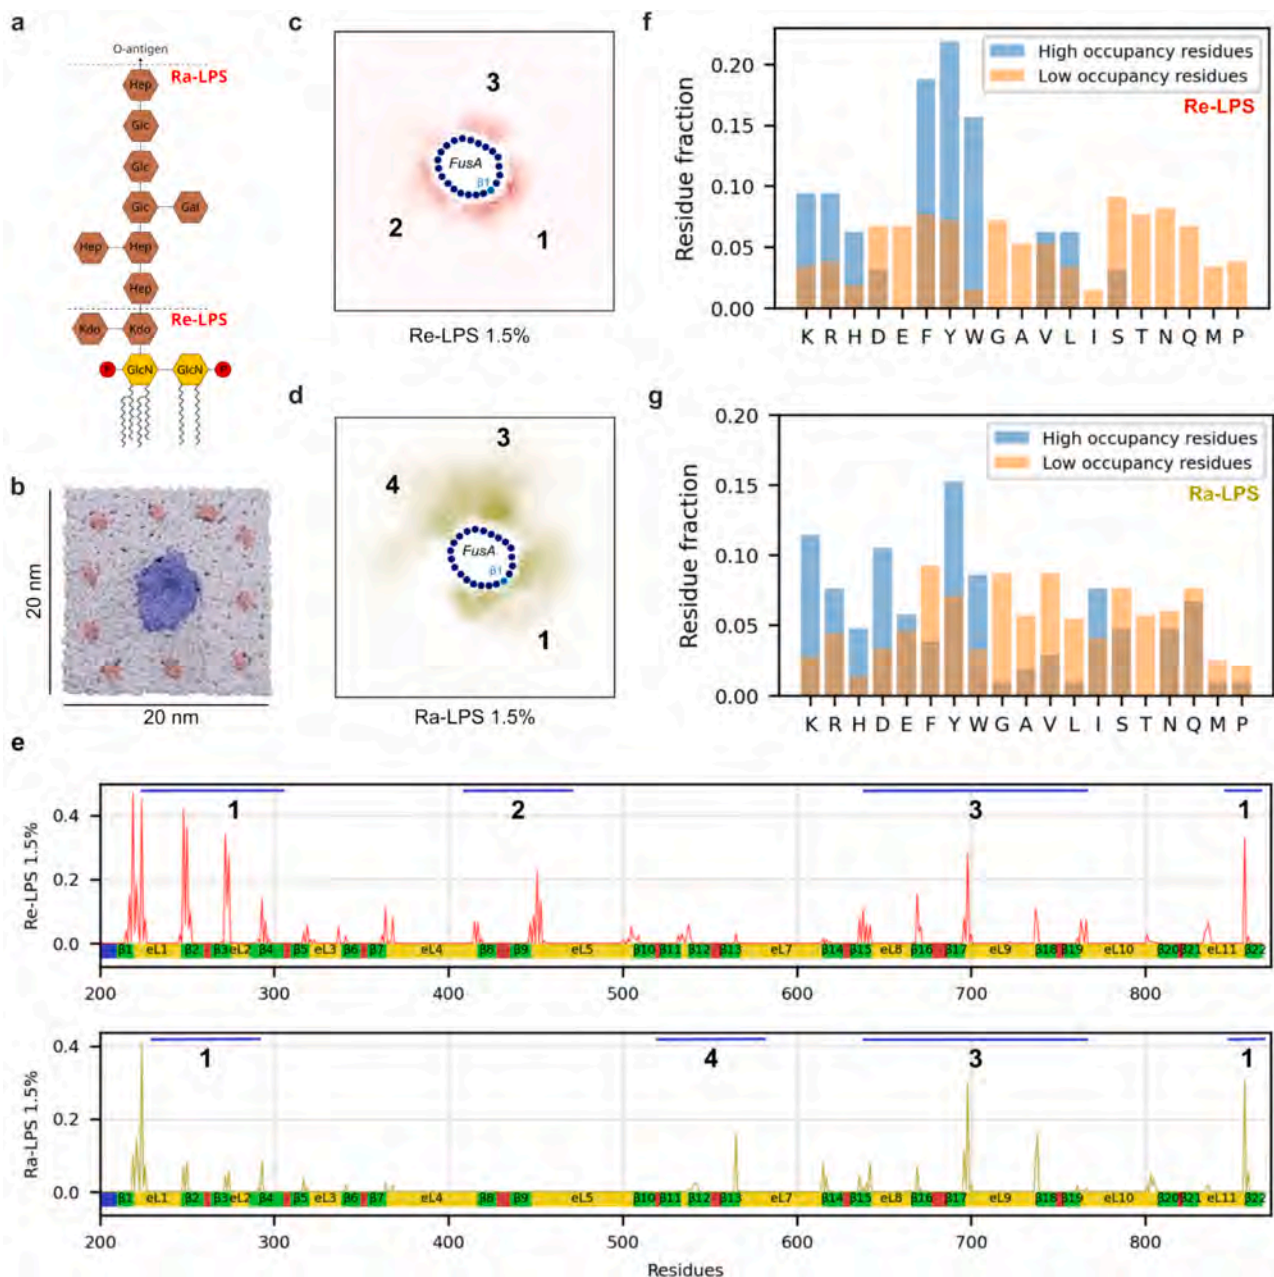 a
O-antigen
Ra-LPS
Hep
Glc
Glc
Glc
Gal
Hep
Hep
Hep
Re-LPS
Kdo
Kdo
P
GlcN
GlcN
P
b
20 nm
20 nm
c
3
FusA
β1
2
1
Re-LPS 1.5%
d
3
4
FusA
β1
1
Ra-LPS 1.5%
f
Residue fraction
0.20
0.15
0.10
0.05
0.00
High occupancy residues
Low occupancy residues
Re-LPS
K R H D E F Y W G A V L I S T N Q M P
g
Residue fraction
0.20
0.15
0.10
0.05
0.00
High occupancy residues
Low occupancy residues
Ra-LPS
K R H D E F Y W G A V L I S T N Q M P
e
Re-LPS 1.5%
0.4
0.2
0.0
1 2 3 1
β1 eL1 β2 β3 eL2 β4 β5 eL3 β6 β7 eL4 β8 β9 eL5 β10 β11 β12 β13 eL7 β14 β15 eL8 β16 β17 eL9 β18 β19 eL10 β20 β21 eL11 β22
200 300 400 500 600 700 800
Ra-LPS 1.5%
0.4
0.2
0.0
1 4 3 1
β1 eL1 β2 β3 eL2 β4 β5 eL3 β6 β7 eL4 β8 β9 eL5 β10 β11 β12 β13 eL7 β14 β15 eL8 β16 β17 eL9 β18 β19 eL10 β20 β21 eL11 β22
200 300 400 500 600 700 800
Residues